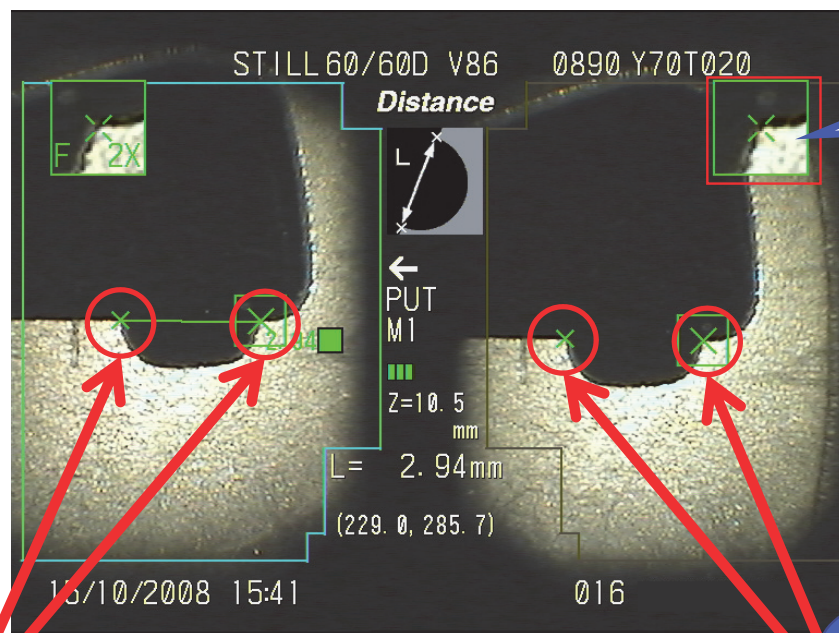 STILL 60/60D V86 0890 Y70T020
Distance
F 2X
L
PUT
M1
Z=10.5
mm
L= 2.94mm
(229.0, 285.7)
15/10/2008 15:41 016